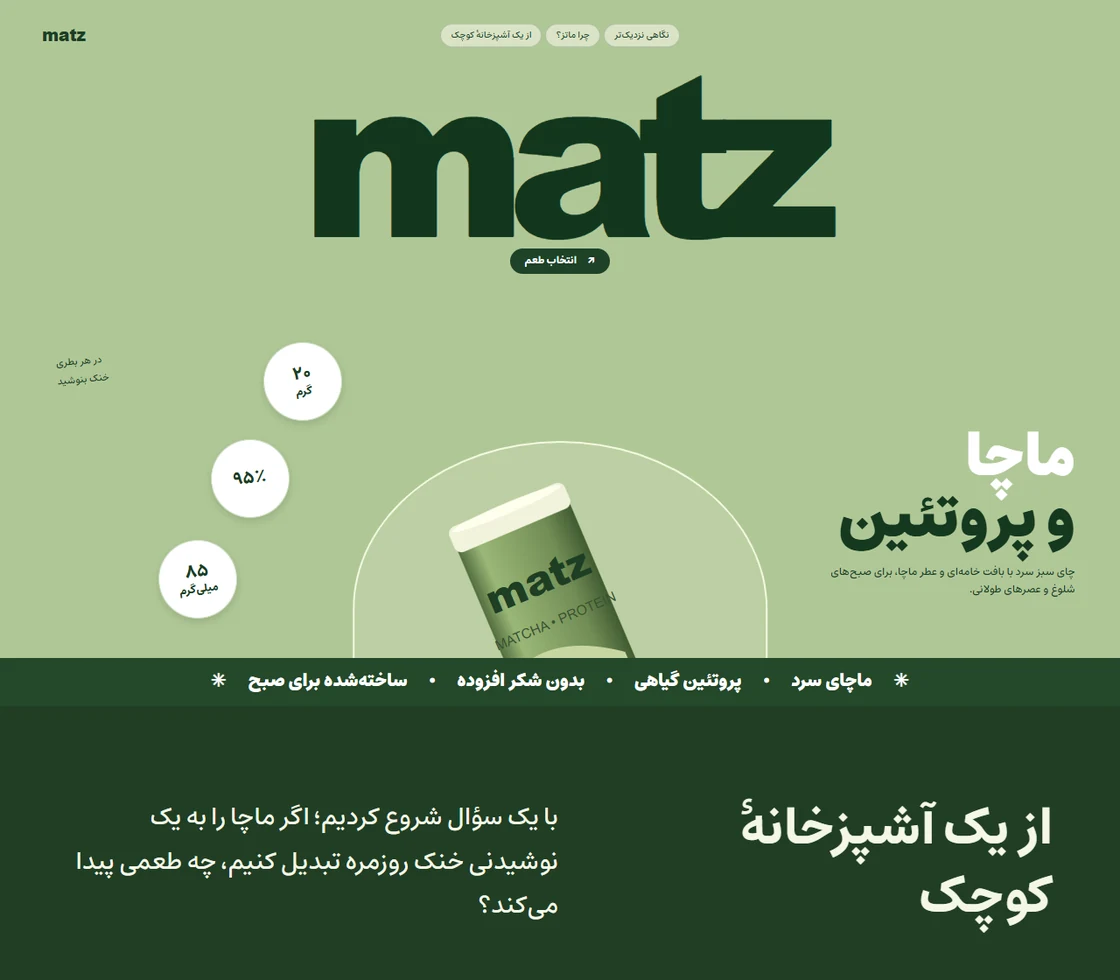 matz
نگاهی نزدیک‌تر
چرا ماتز؟
از یک آشپزخانهٔ کوچک
matz
انتخاب طعم
در هر بطری
خنک بنوشید
۲۰
گرم
۹۵٪
۸۵
میلی‌گرم
ماچا
و پروتئین
چای سبز سرد با بافت خامه‌ای و عطر ماچا، برای صبح‌های
شلوغ و عصرهای طولانی.
matz
MATCHA • PROTEIN
✳ ماچای سرد • پروتئین گیاهی • بدون شکر افزوده • ساخته‌شده برای صبح ✳
از یک آشپزخانهٔ
کوچک
با یک سؤال شروع کردیم؛ اگر ماچا را به یک
نوشیدنی خنک روزمره تبدیل کنیم، چه طعمی پیدا
می‌کند؟